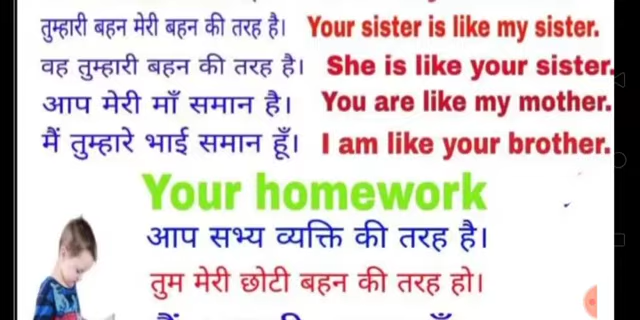 तुम्हारी बहन मेरी बहन की तरह है। Your sister is like my sister.
वह तुम्हारी बहन की तरह है। She is like your sister.
आप मेरी माँ समान है। You are like my mother.
मैं तुम्हारे भाई समान हूँ। I am like your brother.
Your homework
आप सभ्य व्यक्ति की तरह है।
तुम मेरी छोटी बहन की तरह हो।